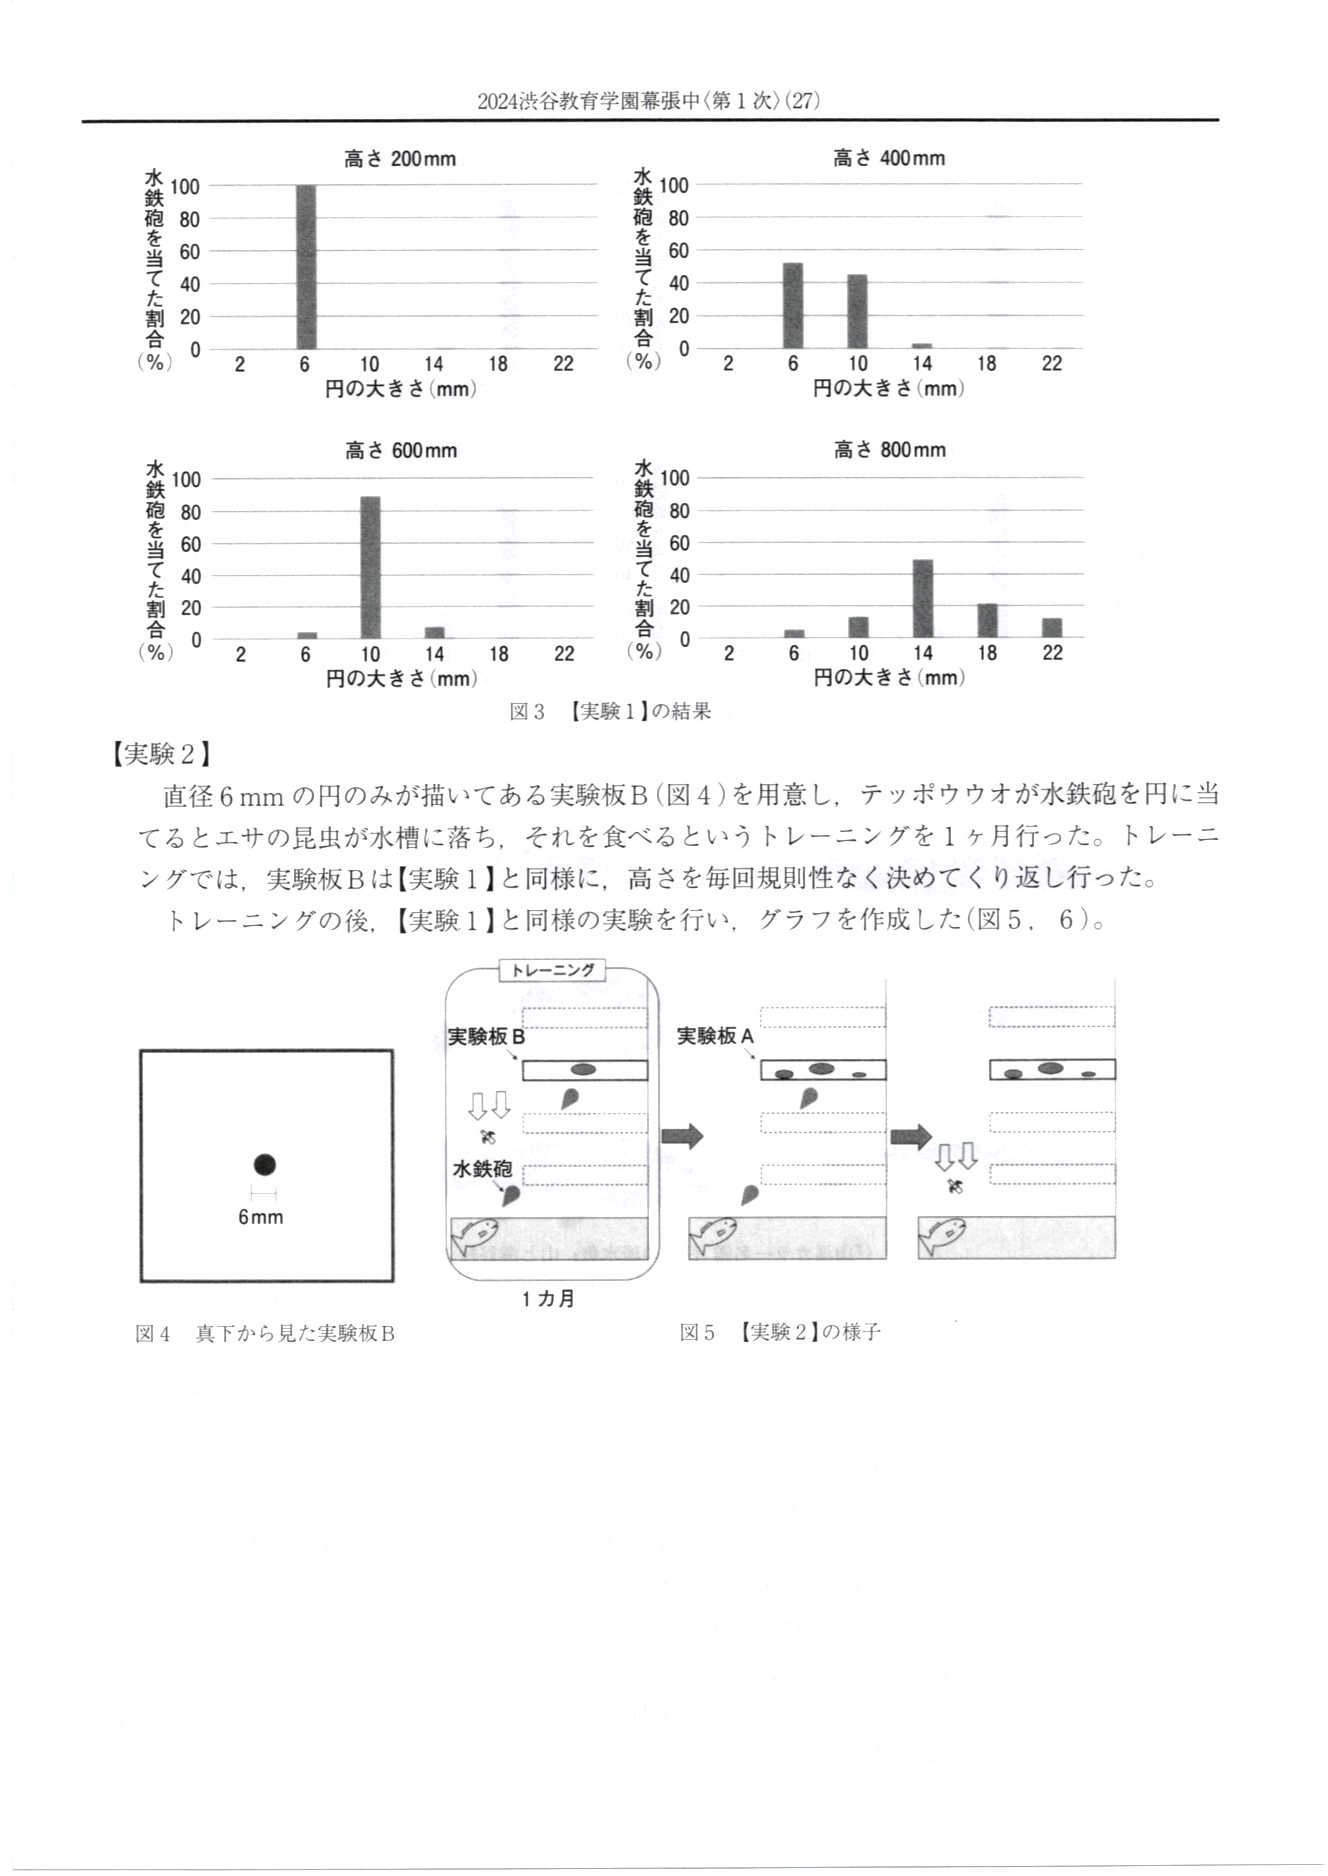 2024渋谷教育学園幕張中〈第1次〉(27)
高さ 200mm
水鉄砲を当てた割合(%)
100
80
60
40
20
0
2 6 10 14 18 22
円の大きさ(mm)
高さ 400mm
水鉄砲を当てた割合(%)
100
80
60
40
20
0
2 6 10 14 18 22
円の大きさ(mm)
高さ 600mm
水鉄砲を当てた割合(%)
100
80
60
40
20
0
2 6 10 14 18 22
円の大きさ(mm)
高さ 800mm
水鉄砲を当てた割合(%)
100
80
60
40
20
0
2 6 10 14 18 22
円の大きさ(mm)
図3 【実験1】の結果
【実験2】
直径6mmの円のみが描いてある実験板B(図4)を用意し，テッポウウオが水鉄砲を円に当
てるとエサの昆虫が水槽に落ち，それを食べるというトレーニングを1ヶ月行った。トレーニ
ングでは，実験板Bは【実験1】と同様に，高さを毎回規則性なく決めてくり返し行った。
トレーニングの後，【実験1】と同様の実験を行い，グラフを作成した(図5，6)。
トレーニング
実験板B
水鉄砲
1カ月
実験板A
6mm
図4 真下から見た実験板B
図5 【実験2】の様子